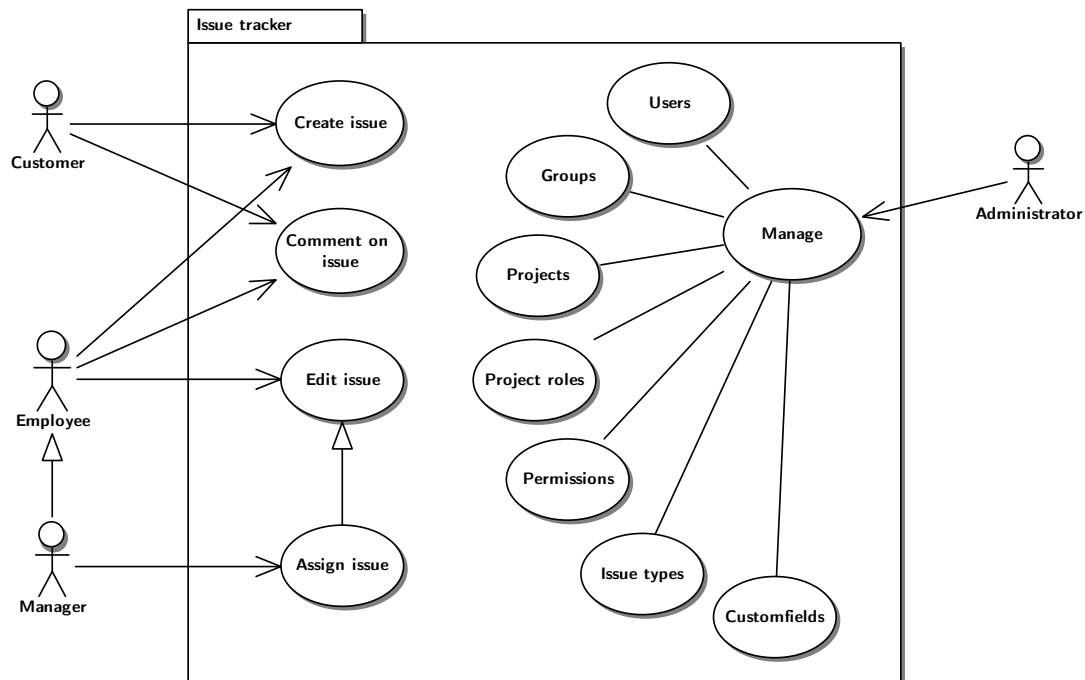 Issue tracker
Customer
Create issue
Users
Groups
Administrator
Manage
Comment on
issue
Projects
Employee
Edit issue
Project roles
Permissions
Manager
Assign issue
Issue types
Customfields